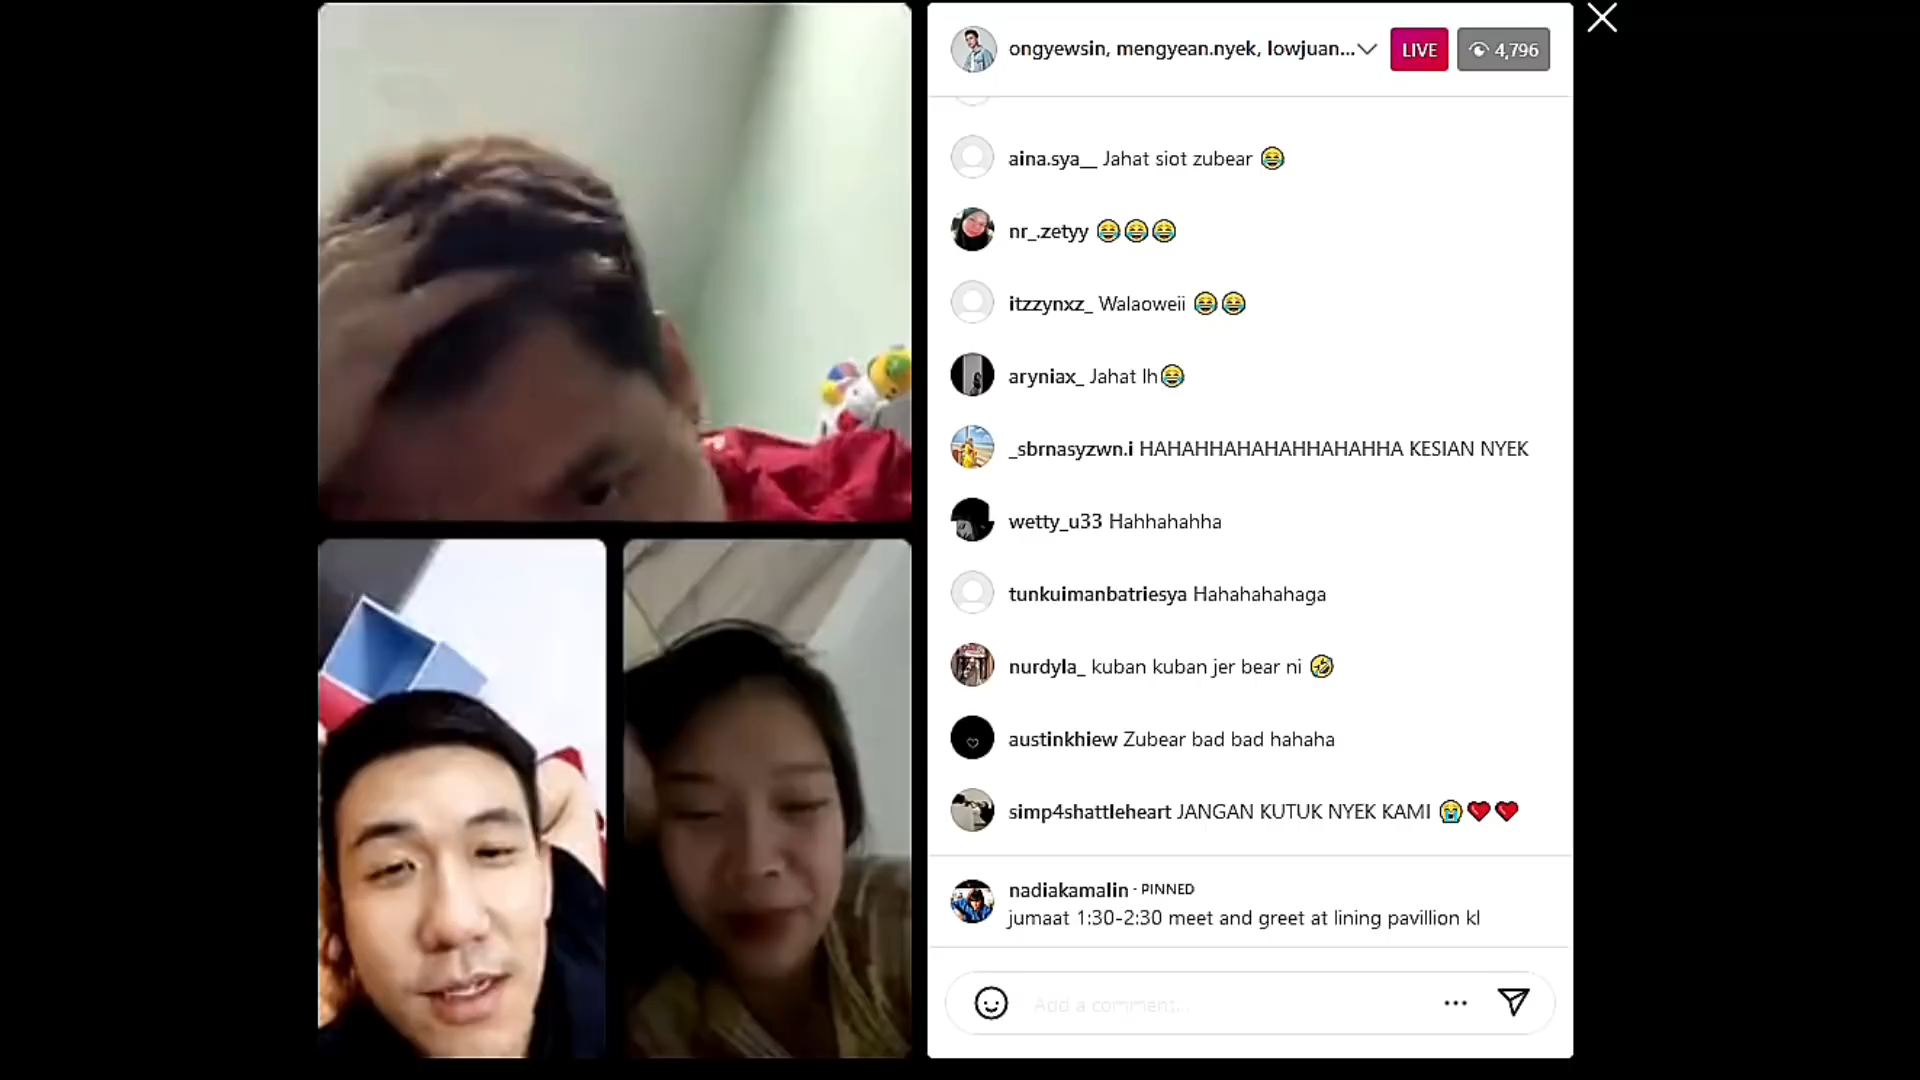 ongyewsin, mengyean.nyek, lowjuan... LIVE 4,796
aina.sya__ Jahat siot zubear 😂
nr_.zetyy 😂😂😂
itzzynxz_ Walaoweii 😂😂
aryniax_ Jahat lh😂
_sbrnasyzwn.i HAHAHHAHAHAHHAHAHHA KESIAN NYEK
wetty_u33 Hahhahahha
tunkuimanbatriesya Hahahahahaga
nurdyla_ kuban kuban jer bear ni 🤣
austinkhiew Zubear bad bad hahaha
simp4shattleheart JANGAN KUTUK NYEK KAMI 😭❤️❤️
nadiakamalin · PINNED
jumaat 1:30-2:30 meet and greet at lining pavillion kl
Add a comment...